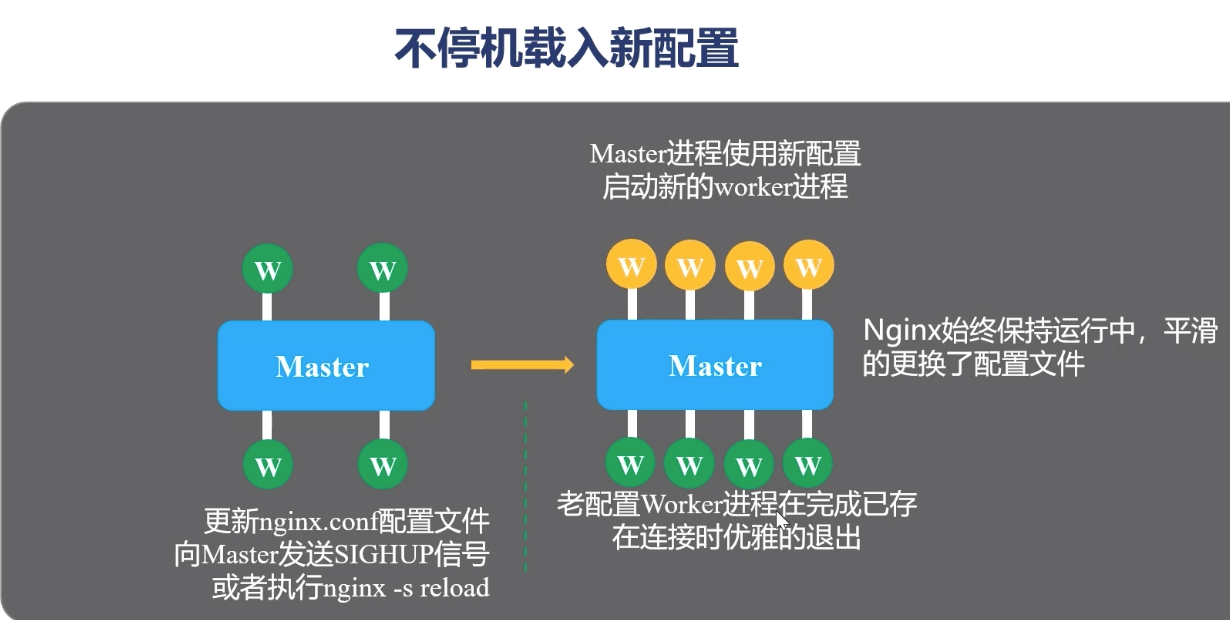 不停机载入新配置
Master进程使用新配置
启动新的worker进程
W W
W W W W
Master
Master
Nginx始终保持运行中，平滑
的更换了配置文件
W W
W W W W
更新nginx.conf配置文件
向Master发送SIGHUP信号
或者执行nginx -s reload
老配置Worker进程在完成已存
在连接时优雅的退出